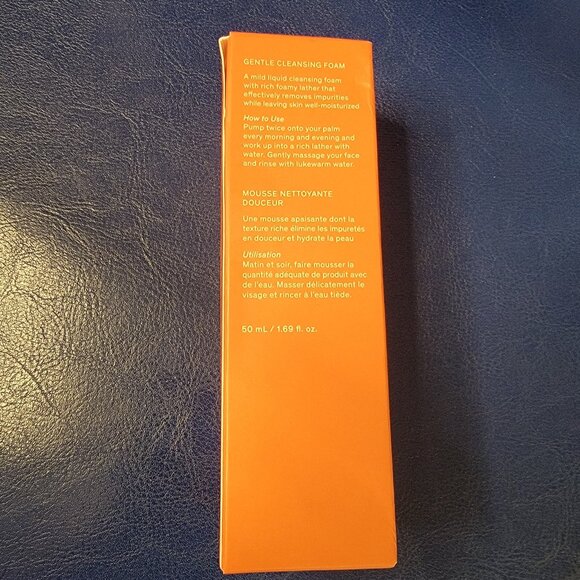 GENTLE CLEANSING FOAM
A mild liquid cleansing foam
with rich foamy lather that
effectively removes impurities
while leaving skin well-moisturized
How to Use
Pump twice onto your palm
every morning and evening and
work up into a rich lather with
water. Gently massage your face
and rinse with lukewarm water.
MOUSSE NETTOYANTE
DOUCEUR
Une mousse apaisante dont la
texture riche élimine les impuretés
en douceur et hydrate la peau
Utilisation
Matin et soir, faire mousser la
quantité adéquate de produit avec
de l'eau. Masser délicatement le
visage et rincer à l'eau tiède.
50 mL / 1.69 fl. oz.